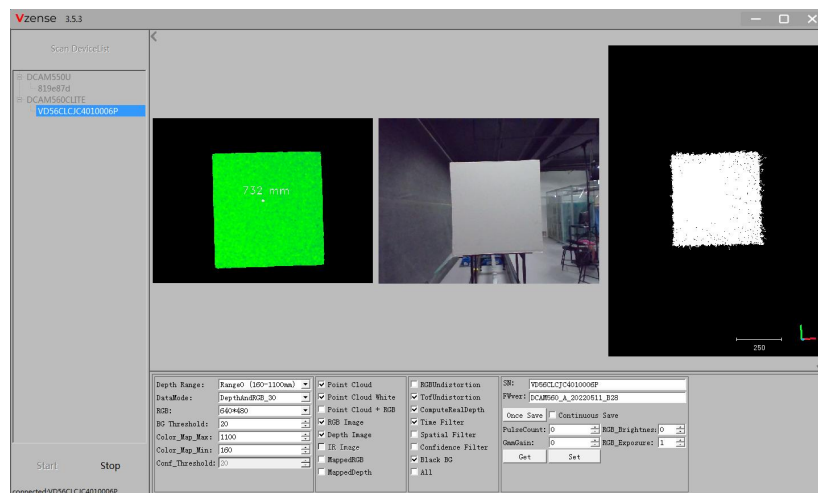 Vzense 3.5.3
Scan DeviceList
DCAM550U
819e87d
DCAM560CLITE
VD56CLCJC4010006P
732 mm
250
Depth Range: Range0 (160-1100mm)
DataMode: DepthAndRGB_30
RGB: 640*480
BG Threshold: 20
Color_Map_Max: 1100
Color_Map_Min: 160
Conf_Threshold: 20
Point Cloud
Point Cloud White
Point Cloud + RGB
RGB Image
Depth Image
IR Image
MappedRGB
MappedDepth
RGBUndistortion
TofUndistortion
ComputeRealDepth
Time Filter
Spatial Filter
Confidence Filter
Black BG
All
SN: VD56CLCJC4010006P
FWver: DCAM560_A_20220511_B28
Once Save Continuous Save
PulseCount: 0 RGB_Brightnes: 0
GmmGain: 0 RGB_Exposure: 1
Get Set
Start Stop
connected:VD56CLCJC4010006P